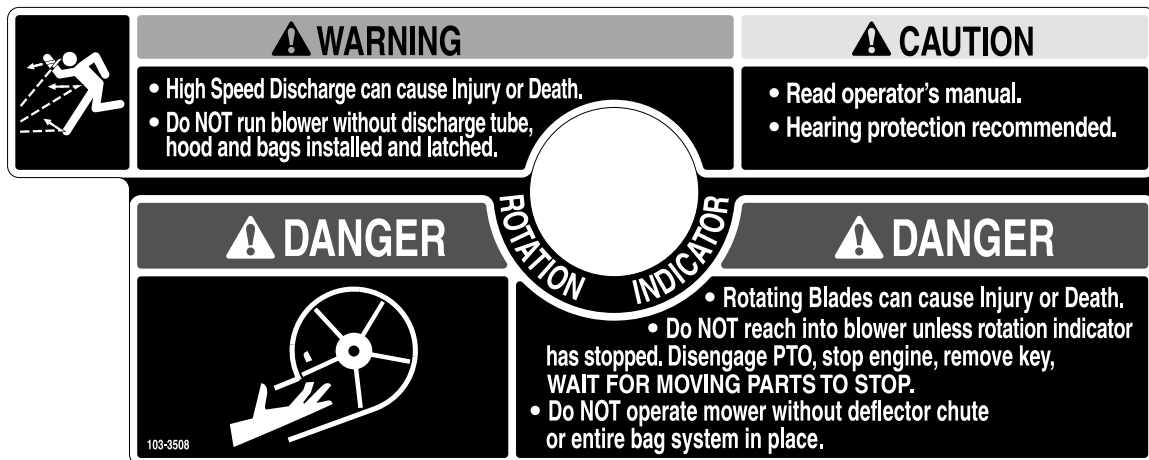 WARNING
• High Speed Discharge can cause Injury or Death.
• Do NOT run blower without discharge tube,
hood and bags installed and latched.
CAUTION
• Read operator's manual.
• Hearing protection recommended.
ROTATION INDICATOR
DANGER
103-3508
DANGER
• Rotating Blades can cause Injury or Death.
• Do NOT reach into blower unless rotation indicator
has stopped. Disengage PTO, stop engine, remove key,
WAIT FOR MOVING PARTS TO STOP.
• Do NOT operate mower without deflector chute
or entire bag system in place.